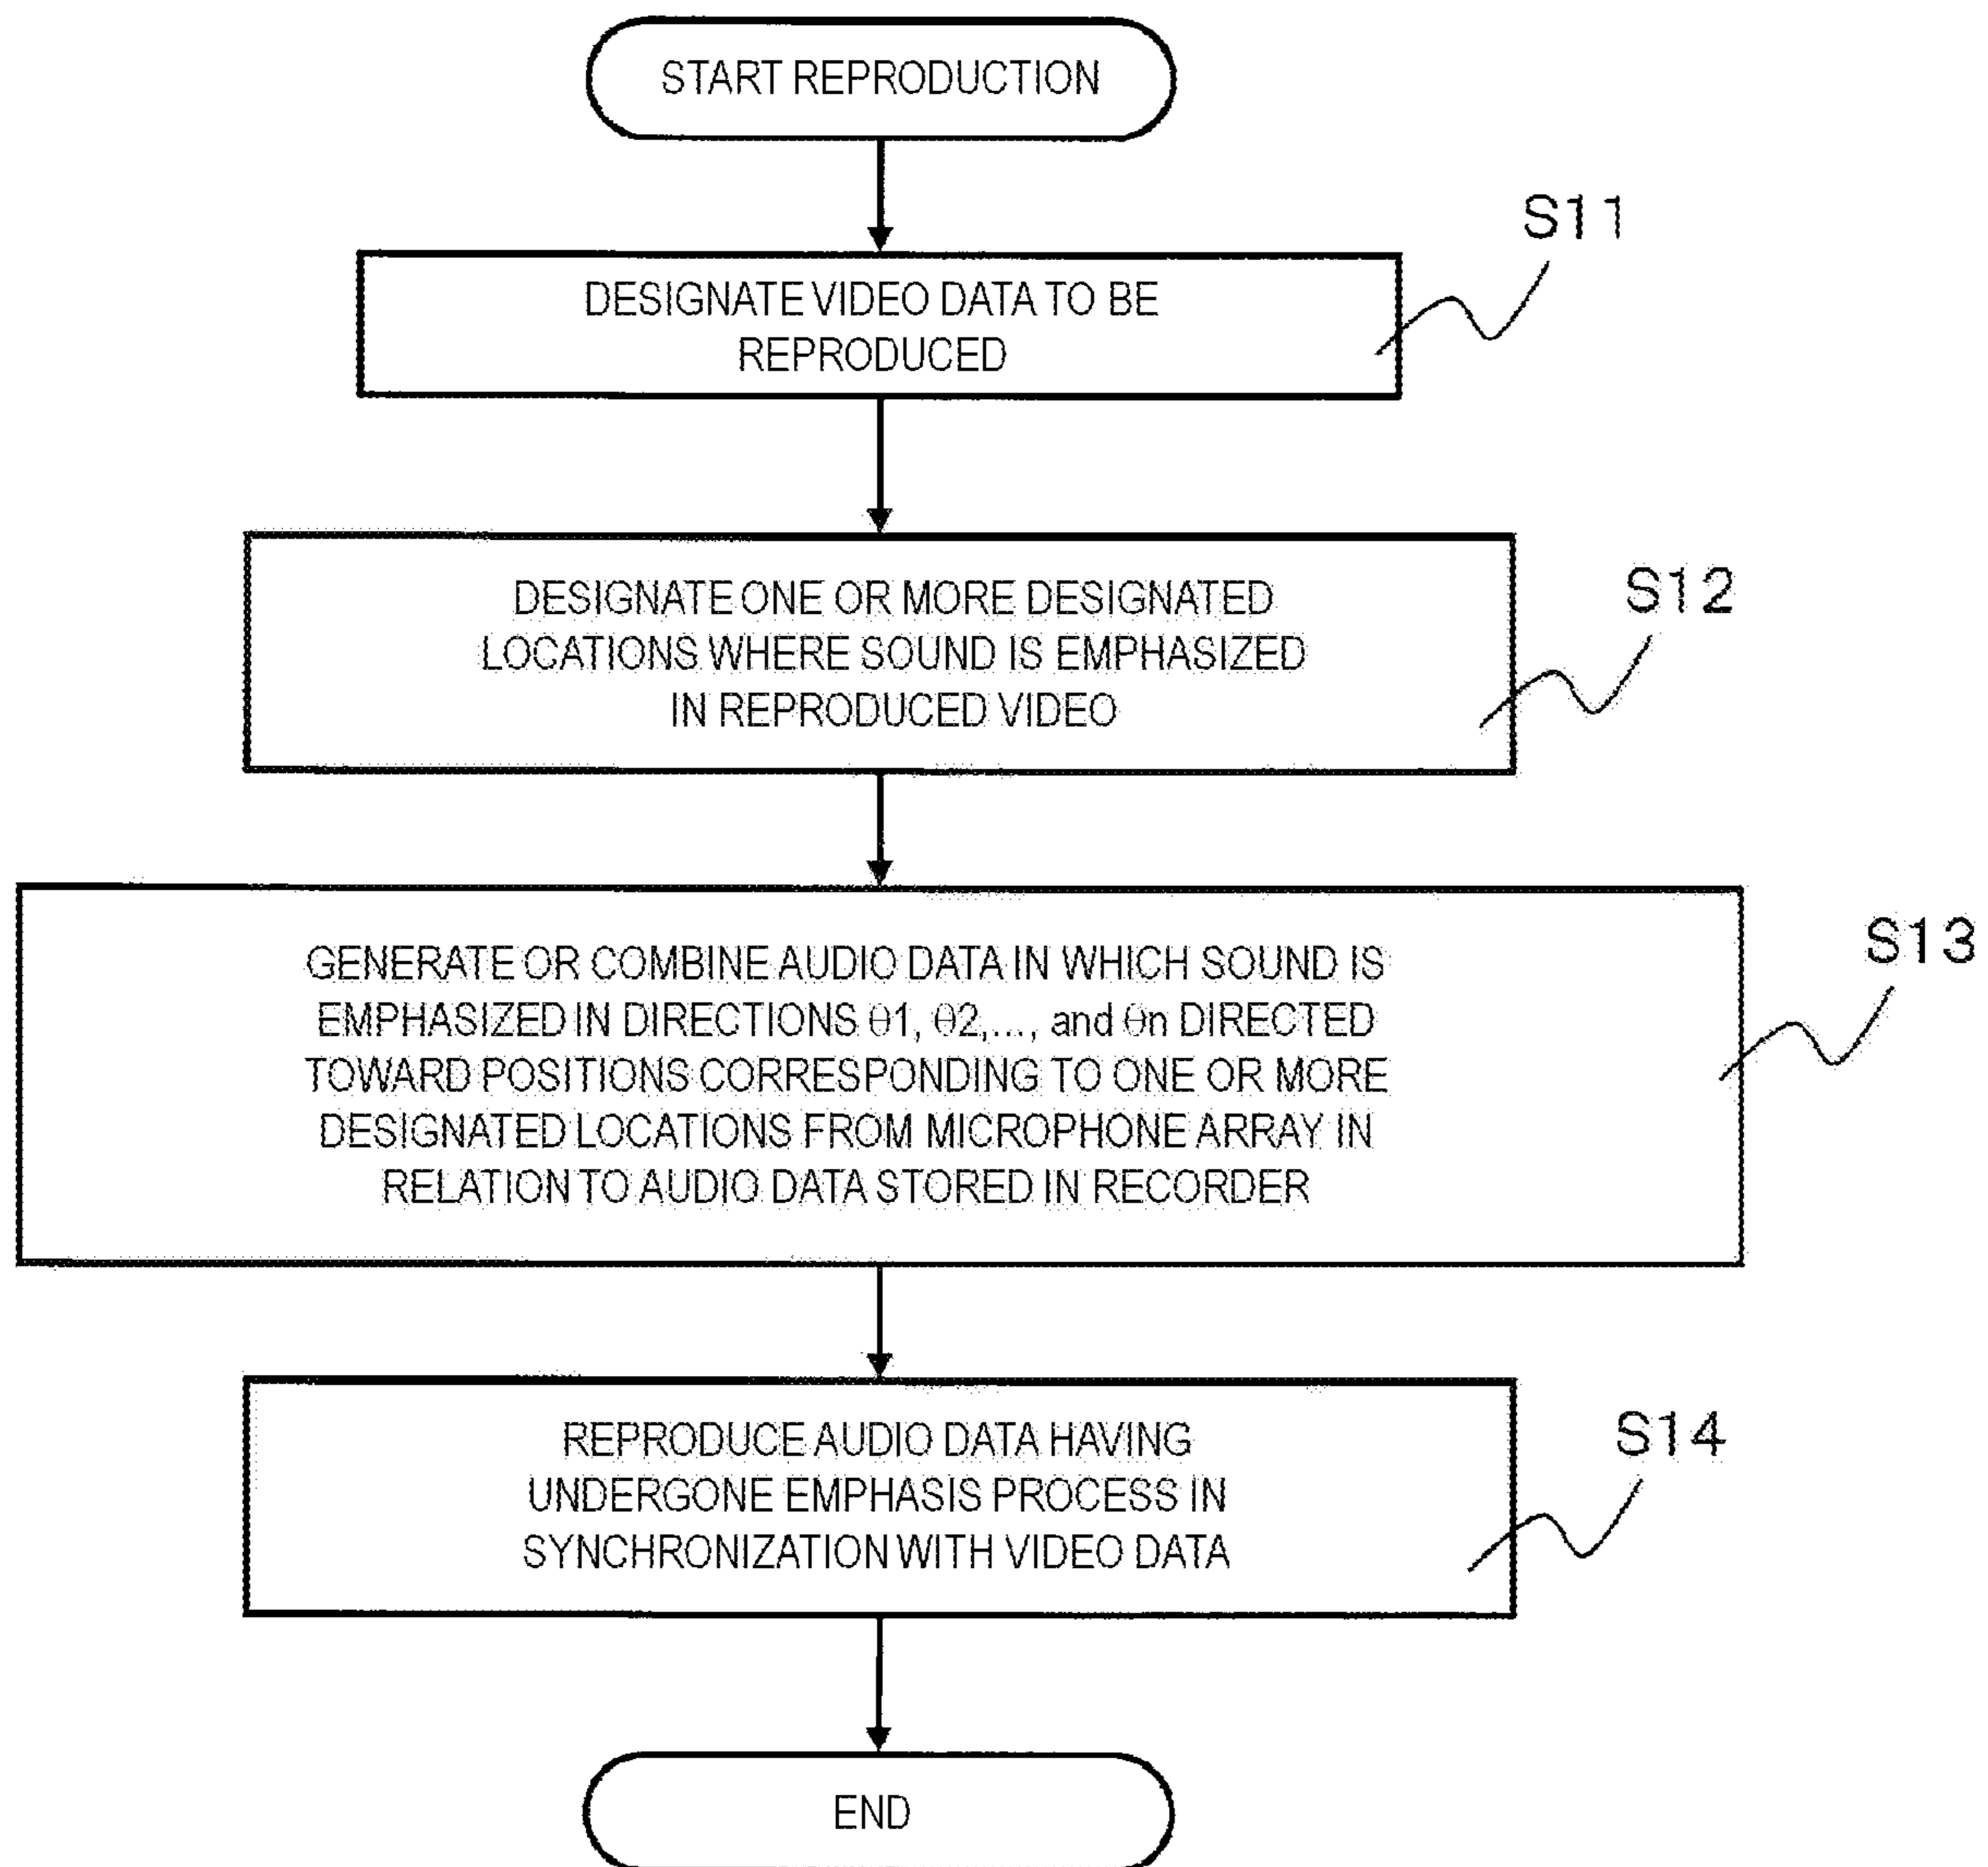 START REPRODUCTION
S11
DESIGNATE VIDEO DATA TO BE
REPRODUCED
S12
DESIGNATE ONE OR MORE DESIGNATED
LOCATIONS WHERE SOUND IS EMPHASIZED
IN REPRODUCED VIDEO
S13
GENERATE OR COMBINE AUDIO DATA IN WHICH SOUND IS
EMPHASIZED IN DIRECTIONS θ1, θ2,..., and θn DIRECTED
TOWARD POSITIONS CORRESPONDING TO ONE OR MORE
DESIGNATED LOCATIONS FROM MICROPHONE ARRAY IN
RELATION TO AUDIO DATA STORED IN RECORDER
S14
REPRODUCE AUDIO DATA HAVING
UNDERGONE EMPHASIS PROCESS IN
SYNCHRONIZATION WITH VIDEO DATA
END